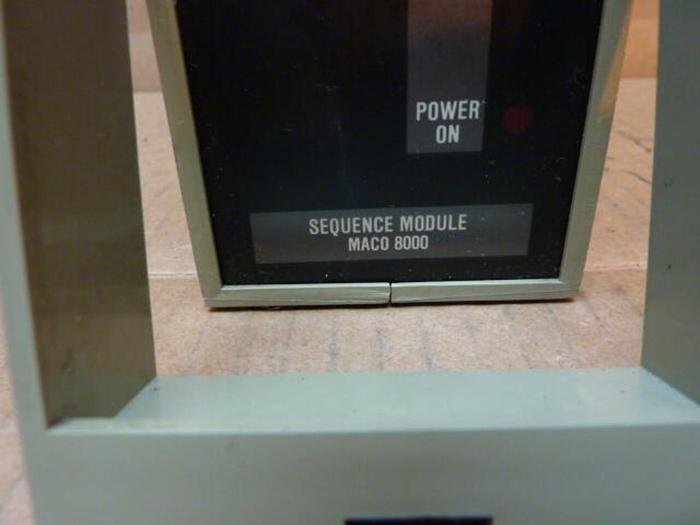 POWER
ON
SEQUENCE MODULE
MACO 8000